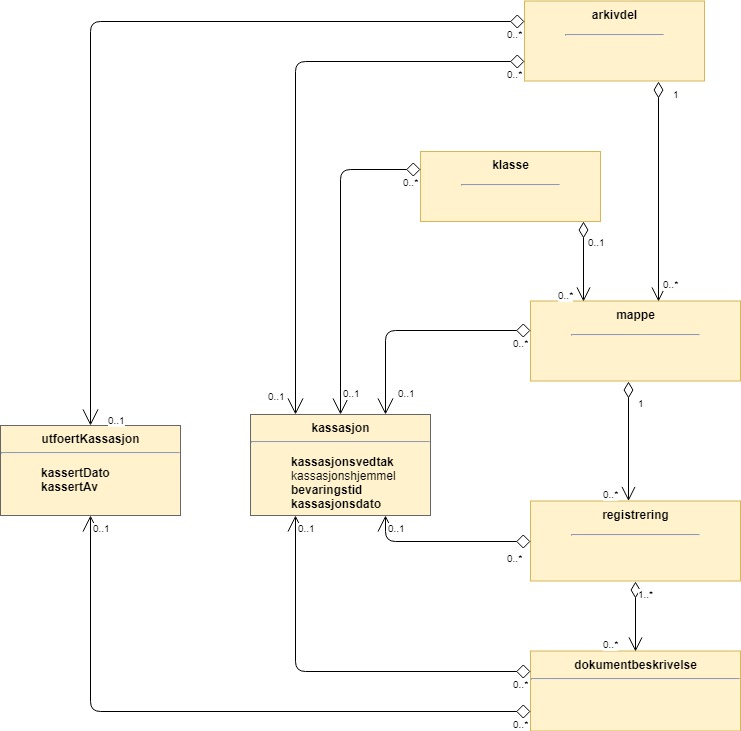 arkivdel
0..*
0..*
1
klasse
0..*
0..1
0..*
0..*
mappe
0..*
0..1
0..1
0..1
1
0..1
utfoertKassasjon
kassertDato
kassertAv
kassasjon
kassasjonsvedtak
kassasjonshjemmel
bevaringstid
kassasjonsdato
0..*
registrering
0..1
0..1
0..1
0..*
1..*
0..*
dokumentbeskrivelse
0..*
0..*